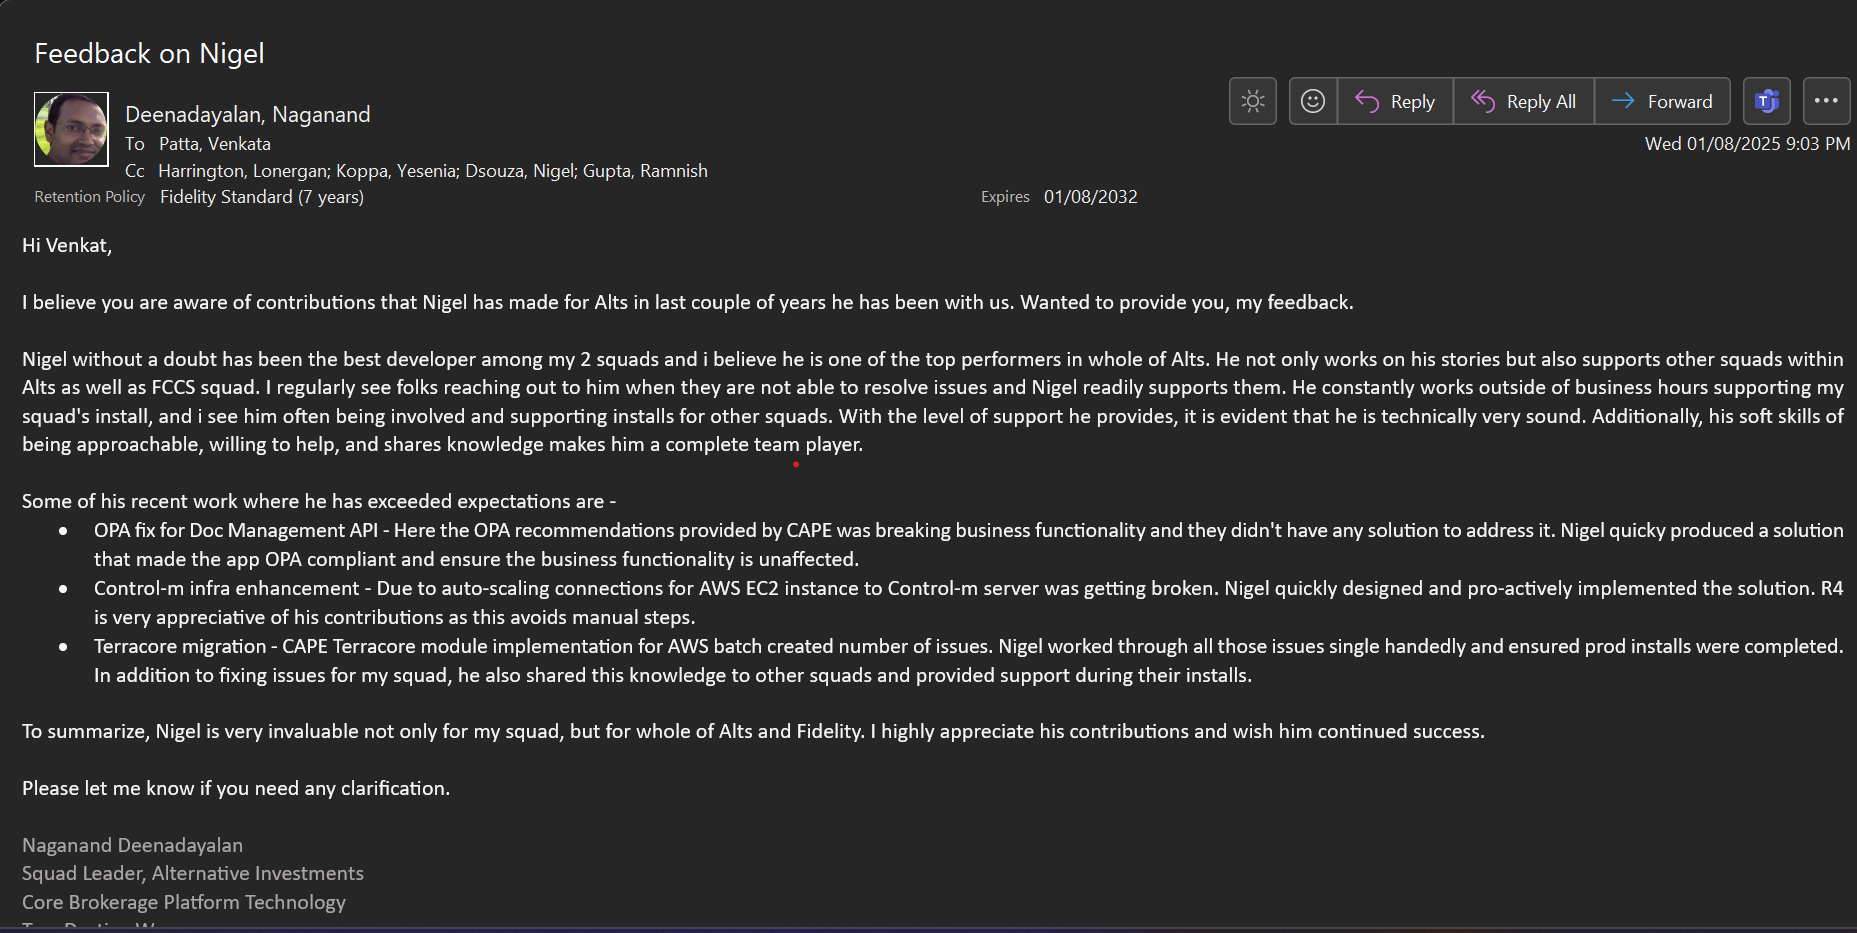 Feedback on Nigel
Deenadayalan, Naganand
Reply
Reply All
Forward
To Patta, Venkata
Wed 01/08/2025 9:03 PM
Cc Harrington, Lonergan; Koppa, Yesenia; Dsouza, Nigel; Gupta, Ramnish
Retention Policy Fidelity Standard (7 years)
Expires 01/08/2032
Hi Venkat,
I believe you are aware of contributions that Nigel has made for Alts in last couple of years he has been with us. Wanted to provide you, my feedback.
Nigel without a doubt has been the best developer among my 2 squads and i believe he is one of the top performers in whole of Alts. He not only works on his stories but also supports other squads within
Alts as well as FCCS squad. I regularly see folks reaching out to him when they are not able to resolve issues and Nigel readily supports them. He constantly works outside of business hours supporting my
squad's install, and i see him often being involved and supporting installs for other squads. With the level of support he provides, it is evident that he is technically very sound. Additionally, his soft skills of
being approachable, willing to help, and shares knowledge makes him a complete team player.
Some of his recent work where he has exceeded expectations are -
• OPA fix for Doc Management API - Here the OPA recommendations provided by CAPE was breaking business functionality and they didn't have any solution to address it. Nigel quicky produced a solution
that made the app OPA compliant and ensure the business functionality is unaffected.
• Control-m infra enhancement - Due to auto-scaling connections for AWS EC2 instance to Control-m server was getting broken. Nigel quickly designed and pro-actively implemented the solution. R4
is very appreciative of his contributions as this avoids manual steps.
• Terracore migration - CAPE Terracore module implementation for AWS batch created number of issues. Nigel worked through all those issues single handedly and ensured prod installs were completed.
In addition to fixing issues for my squad, he also shared this knowledge to other squads and provided support during their installs.
To summarize, Nigel is very invaluable not only for my squad, but for whole of Alts and Fidelity. I highly appreciate his contributions and wish him continued success.
Please let me know if you need any clarification.
Naganand Deenadayalan
Squad Leader, Alternative Investments
Core Brokerage Platform Technology